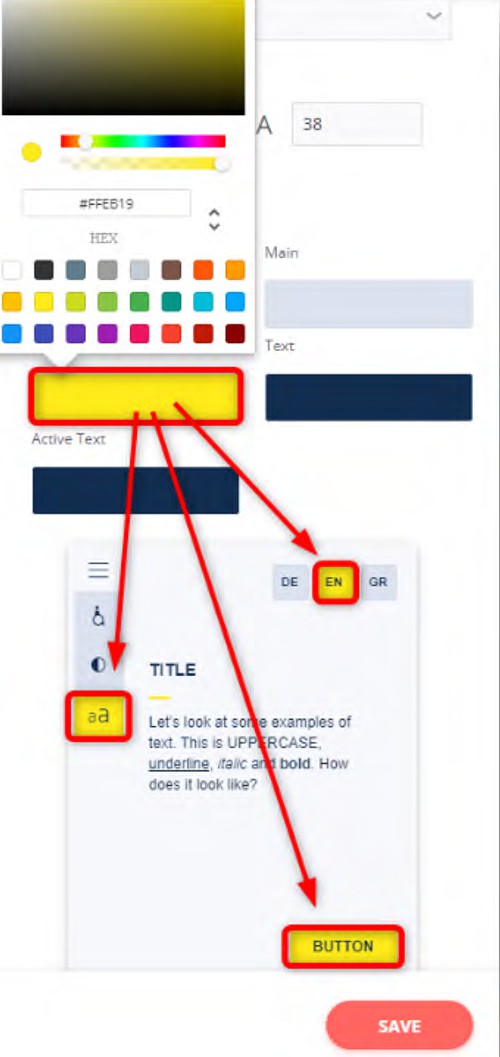 A 38
#FFEB19
HEX
Main
Text
Active Text
DE EN GR
TITLE
aa
Let's look at some examples of
text. This is UPPERCASE,
underline, italic and bold. How
does it look like?
BUTTON
SAVE